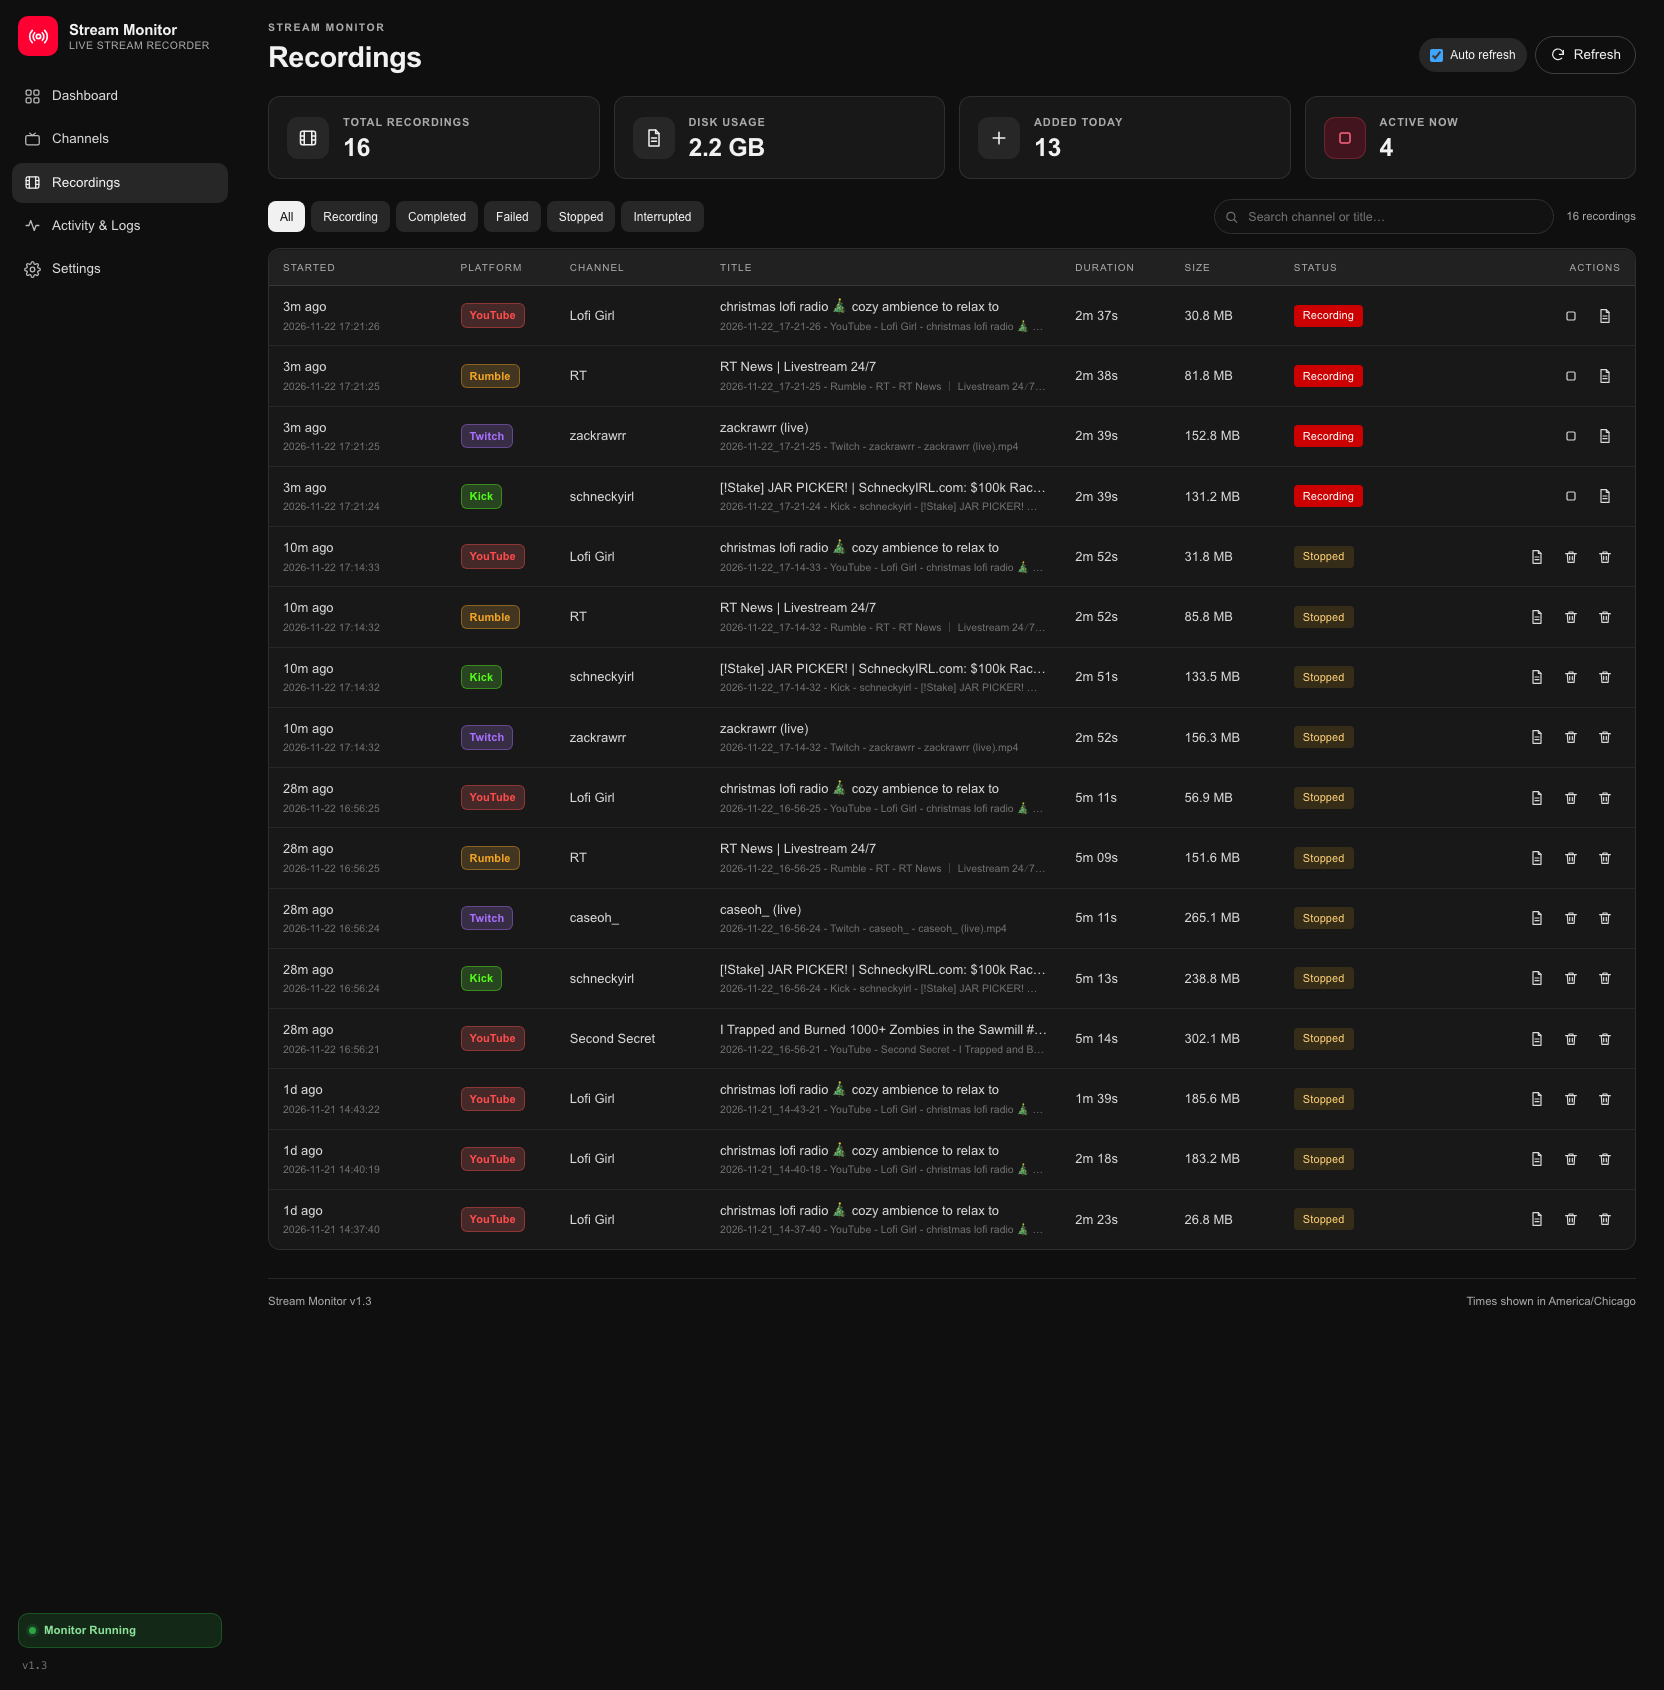 Stream Monitor
LIVE STREAM RECORDER
Dashboard
Channels
Recordings
Activity & Logs
Settings
Monitor Running
v1.3
STREAM MONITOR
Recordings
Auto refresh
Refresh
TOTAL RECORDINGS
16
DISK USAGE
2.2 GB
ADDED TODAY
13
ACTIVE NOW
4
All Recording Completed Failed Stopped Interrupted
Search channel or title…
16 recordings
STARTED PLATFORM CHANNEL TITLE DURATION SIZE STATUS ACTIONS
3m ago YouTube Lofi Girl christmas lofi radio 🎄 cozy ambience to relax to 2m 37s 30.8 MB Recording
2026-11-22 17:21:26 2026-11-22_17-21-26 - YouTube - Lofi Girl - christmas lofi radio 🎄 …
3m ago Rumble RT RT News | Livestream 24/7 2m 38s 81.8 MB Recording
2026-11-22 17:21:25 2026-11-22_17-21-25 - Rumble - RT - RT News ｜ Livestream 24/7…
3m ago Twitch zackrawrr zackrawrr (live) 2m 39s 152.8 MB Recording
2026-11-22 17:21:25 2026-11-22_17-21-25 - Twitch - zackrawrr - zackrawrr (live).mp4
3m ago Kick schneckyirl [!Stake] JAR PICKER! | SchneckyIRL.com: $100k Rac… 2m 39s 131.2 MB Recording
2026-11-22 17:21:24 2026-11-22_17-21-24 - Kick - schneckyirl - [!Stake] JAR PICKER! …
10m ago YouTube Lofi Girl christmas lofi radio 🎄 cozy ambience to relax to 2m 52s 31.8 MB Stopped
2026-11-22 17:14:33 2026-11-22_17-14-33 - YouTube - Lofi Girl - christmas lofi radio 🎄 …
10m ago Rumble RT RT News | Livestream 24/7 2m 52s 85.8 MB Stopped
2026-11-22 17:14:32 2026-11-22_17-14-32 - Rumble - RT - RT News ｜ Livestream 24/7…
10m ago Kick schneckyirl [!Stake] JAR PICKER! | SchneckyIRL.com: $100k Rac… 2m 51s 133.5 MB Stopped
2026-11-22 17:14:32 2026-11-22_17-14-32 - Kick - schneckyirl - [!Stake] JAR PICKER! …
10m ago Twitch zackrawrr zackrawrr (live) 2m 52s 156.3 MB Stopped
2026-11-22 17:14:32 2026-11-22_17-14-32 - Twitch - zackrawrr - zackrawrr (live).mp4
28m ago YouTube Lofi Girl christmas lofi radio 🎄 cozy ambience to relax to 5m 11s 56.9 MB Stopped
2026-11-22 16:56:25 2026-11-22_16-56-25 - YouTube - Lofi Girl - christmas lofi radio 🎄 …
28m ago Rumble RT RT News | Livestream 24/7 5m 09s 151.6 MB Stopped
2026-11-22 16:56:25 2026-11-22_16-56-25 - Rumble - RT - RT News ｜ Livestream 24/7…
28m ago Twitch caseoh_ caseoh_ (live) 5m 11s 265.1 MB Stopped
2026-11-22 16:56:24 2026-11-22_16-56-24 - Twitch - caseoh_ - caseoh_ (live).mp4
28m ago Kick schneckyirl [!Stake] JAR PICKER! | SchneckyIRL.com: $100k Rac… 5m 13s 238.8 MB Stopped
2026-11-22 16:56:24 2026-11-22_16-56-24 - Kick - schneckyirl - [!Stake] JAR PICKER! …
28m ago YouTube Second Secret I Trapped and Burned 1000+ Zombies in the Sawmill #… 5m 14s 302.1 MB Stopped
2026-11-22 16:56:21 2026-11-22_16-56-21 - YouTube - Second Secret - I Trapped and B…
1d ago YouTube Lofi Girl christmas lofi radio 🎄 cozy ambience to relax to 1m 39s 185.6 MB Stopped
2026-11-21 14:43:22 2026-11-21_14-43-21 - YouTube - Lofi Girl - christmas lofi radio 🎄 …
1d ago YouTube Lofi Girl christmas lofi radio 🎄 cozy ambience to relax to 2m 18s 183.2 MB Stopped
2026-11-21 14:40:19 2026-11-21_14-40-18 - YouTube - Lofi Girl - christmas lofi radio 🎄 …
1d ago YouTube Lofi Girl christmas lofi radio 🎄 cozy ambience to relax to 2m 23s 26.8 MB Stopped
2026-11-21 14:37:40 2026-11-21_14-37-40 - YouTube - Lofi Girl - christmas lofi radio 🎄 …
Stream Monitor v1.3
Times shown in America/Chicago